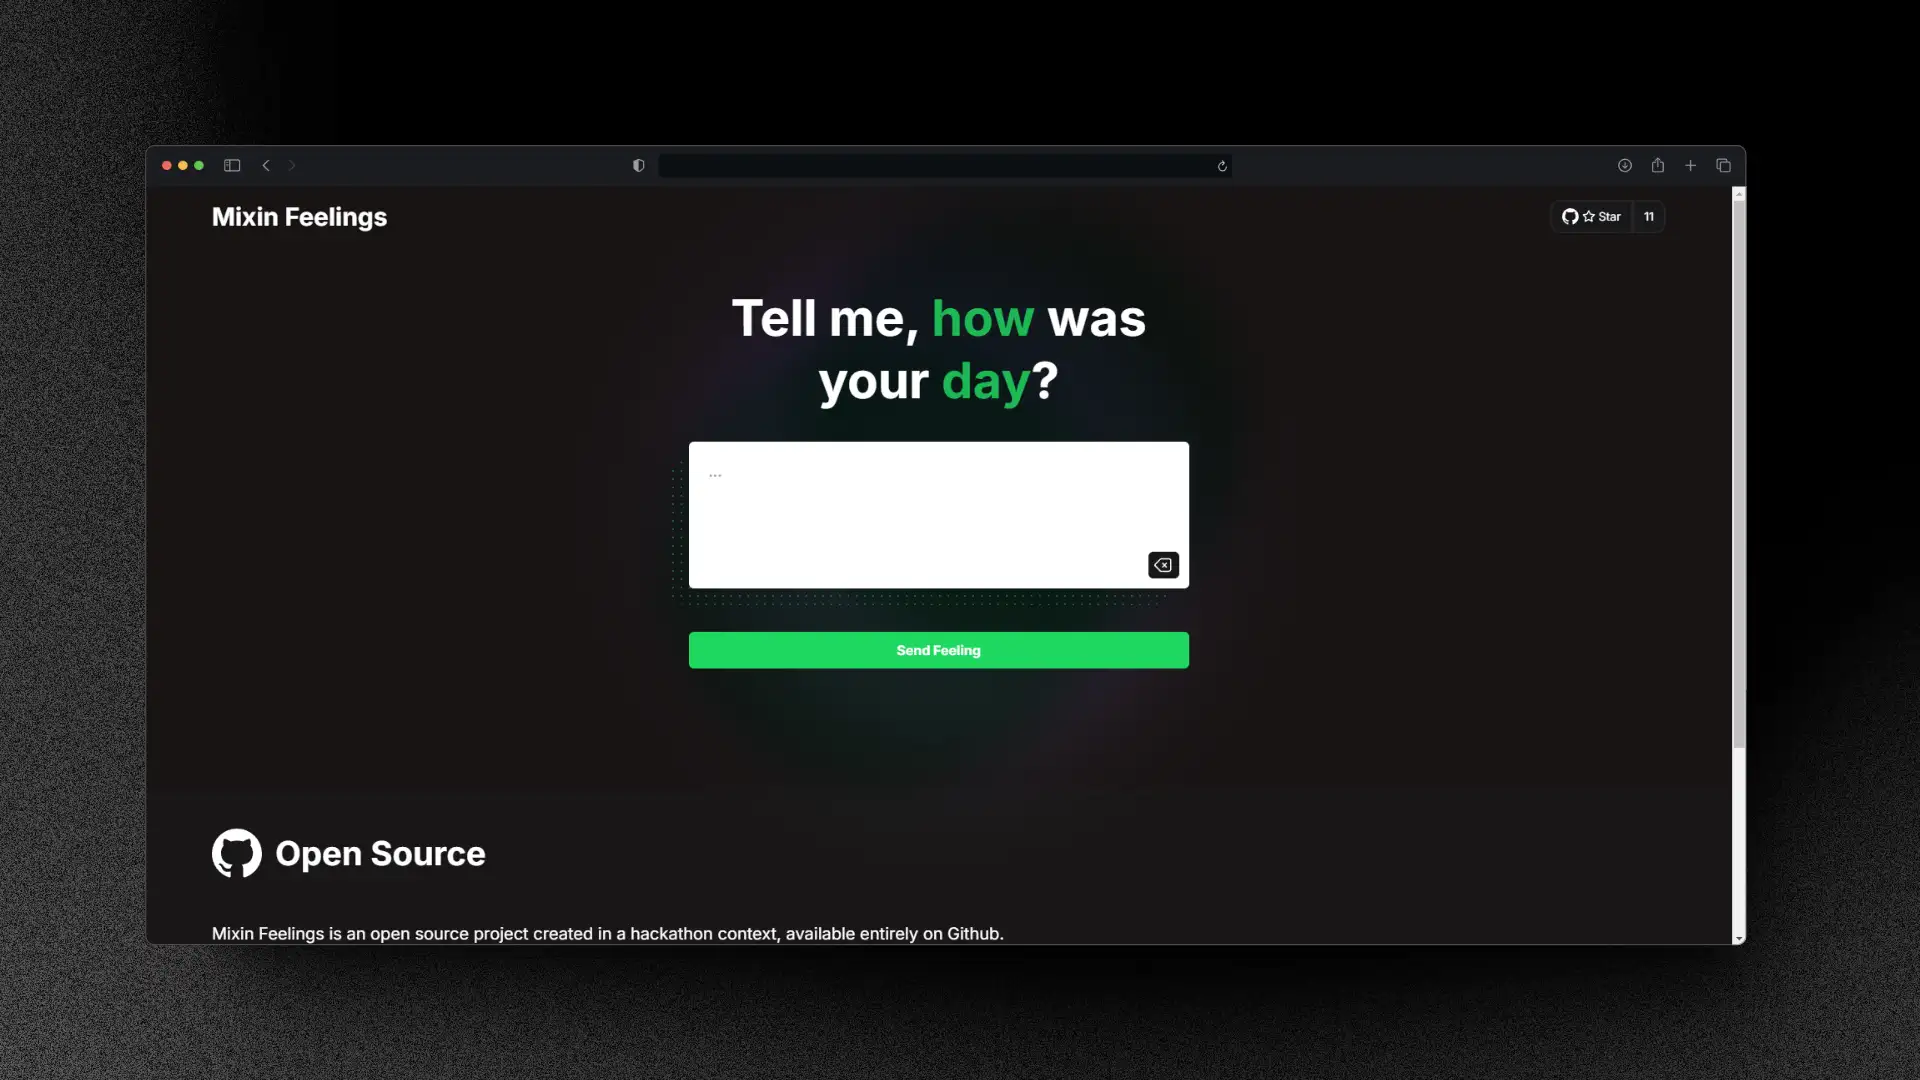 Mixin Feelings
Star 11
Tell me, how was
your day?
...
Send Feeling
Open Source
Mixin Feelings is an open source project created in a hackathon context, available entirely on Github.